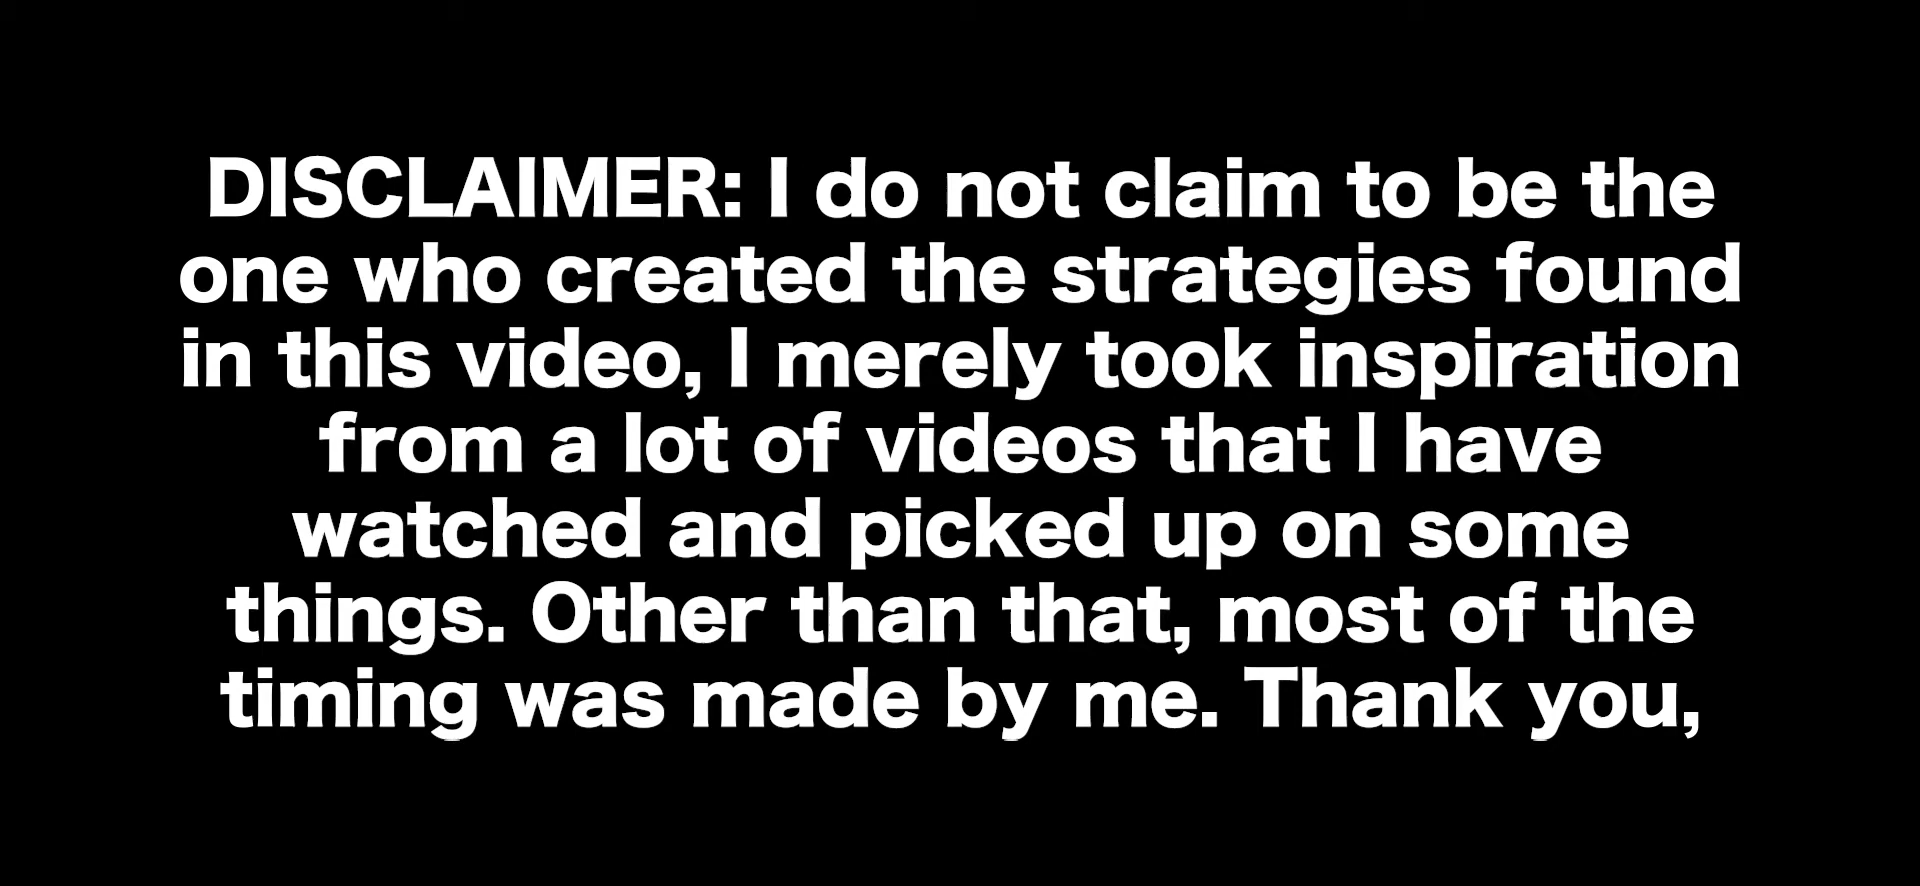 DISCLAIMER: I do not claim to be the
one who created the strategies found
in this video, I merely took inspiration
from a lot of videos that I have
watched and picked up on some
things. Other than that, most of the
timing was made by me. Thank you,